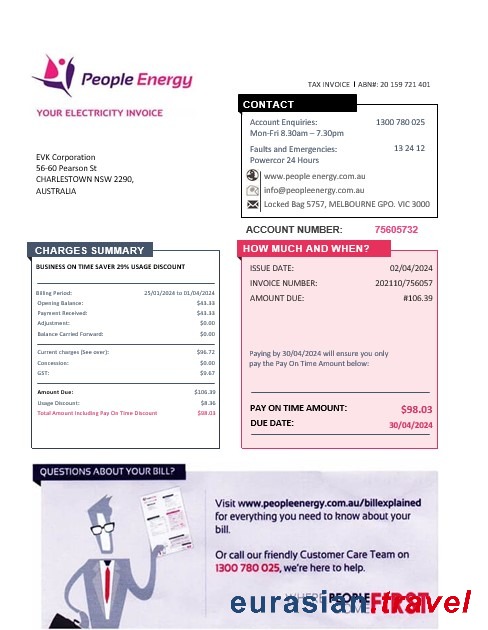 People Energy
TAX INVOICE | ABN#: 20 159 721 401
YOUR ELECTRICITY INVOICE
CONTACT
Account Enquiries: 1300 780 025
Mon-Fri 8.30am – 7.30pm
Faults and Emergencies: 13 24 12
Powercor 24 Hours
www.people energy.com.au
info@peopleenergy.com.au
Locked Bag 5757, MELBOURNE GPO. VIC 3000
EVK Corporation
56-60 Pearson St
CHARLESTOWN NSW 2290,
AUSTRALIA
ACCOUNT NUMBER: 75605732
CHARGES SUMMARY
BUSINESS ON TIME SAVER 29% USAGE DISCOUNT
Billing Period: 25/01/2024 to 01/04/2024
Opening Balance: $43.33
Payment Received: $43.33
Adjustment: $0.00
Balance Carried Forward: $0.00
Current charges (See over): $96.72
Concession: $0.00
GST: $9.67
Amount Due: $106.39
Usage Discount: $8.36
Total Amount Including Pay On Time Discount $98.03
HOW MUCH AND WHEN?
ISSUE DATE: 02/04/2024
INVOICE NUMBER: 202110/756057
AMOUNT DUE: #106.39
Paying by 30/04/2024 will ensure you only
pay the Pay On Time Amount below:
PAY ON TIME AMOUNT: $98.03
DUE DATE: 30/04/2024
QUESTIONS ABOUT YOUR BILL?
Visit www.peopleenergy.com.au/billexplained
for everything you need to know about your
bill.
Or call our friendly Customer Care Team on
1300 780 025, we're here to help.
WHERE PEOPLE
COME FIRST
eurasian travel